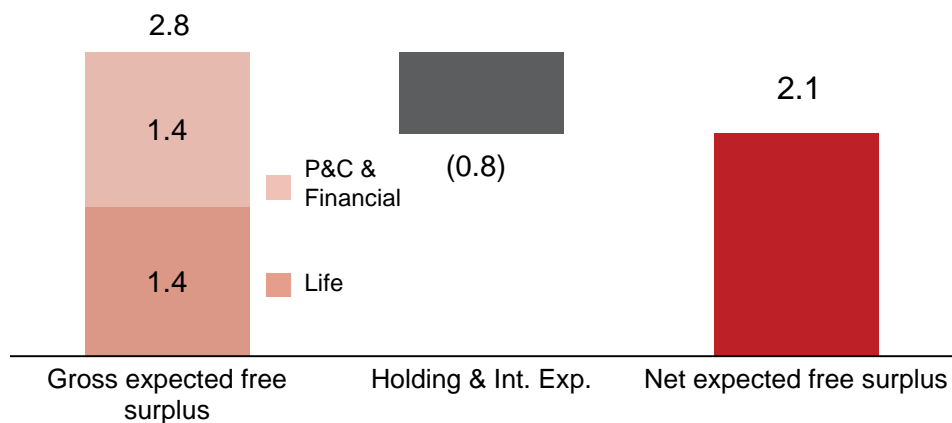 2.8
1.4
1.4
P&C &
Financial
Life
(0.8)
2.1
Gross expected free
surplus
Holding & Int. Exp.
Net expected free surplus